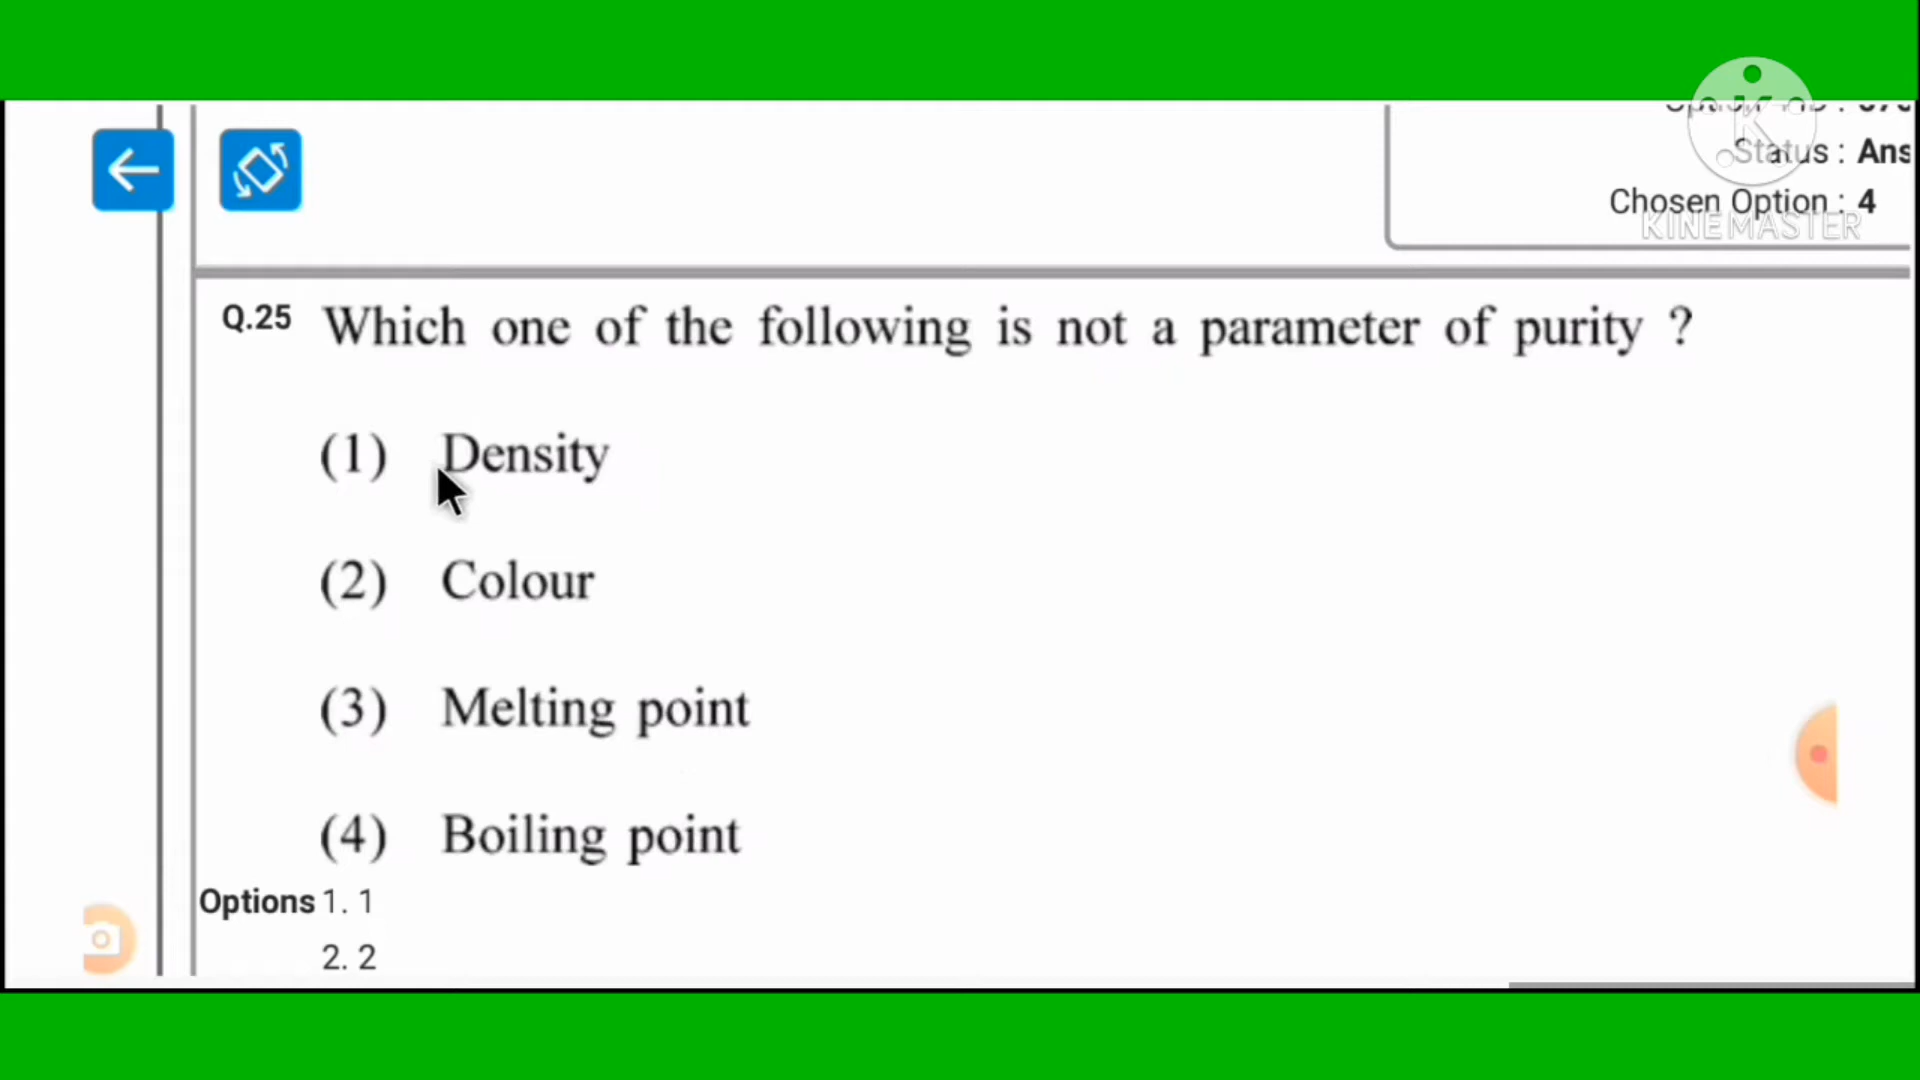 Status : Ans
Chosen Option : 4
KINEMASTER
Q.25 Which one of the following is not a parameter of purity ?
(1) Density
(2) Colour
(3) Melting point
(4) Boiling point
Options 1. 1
2. 2